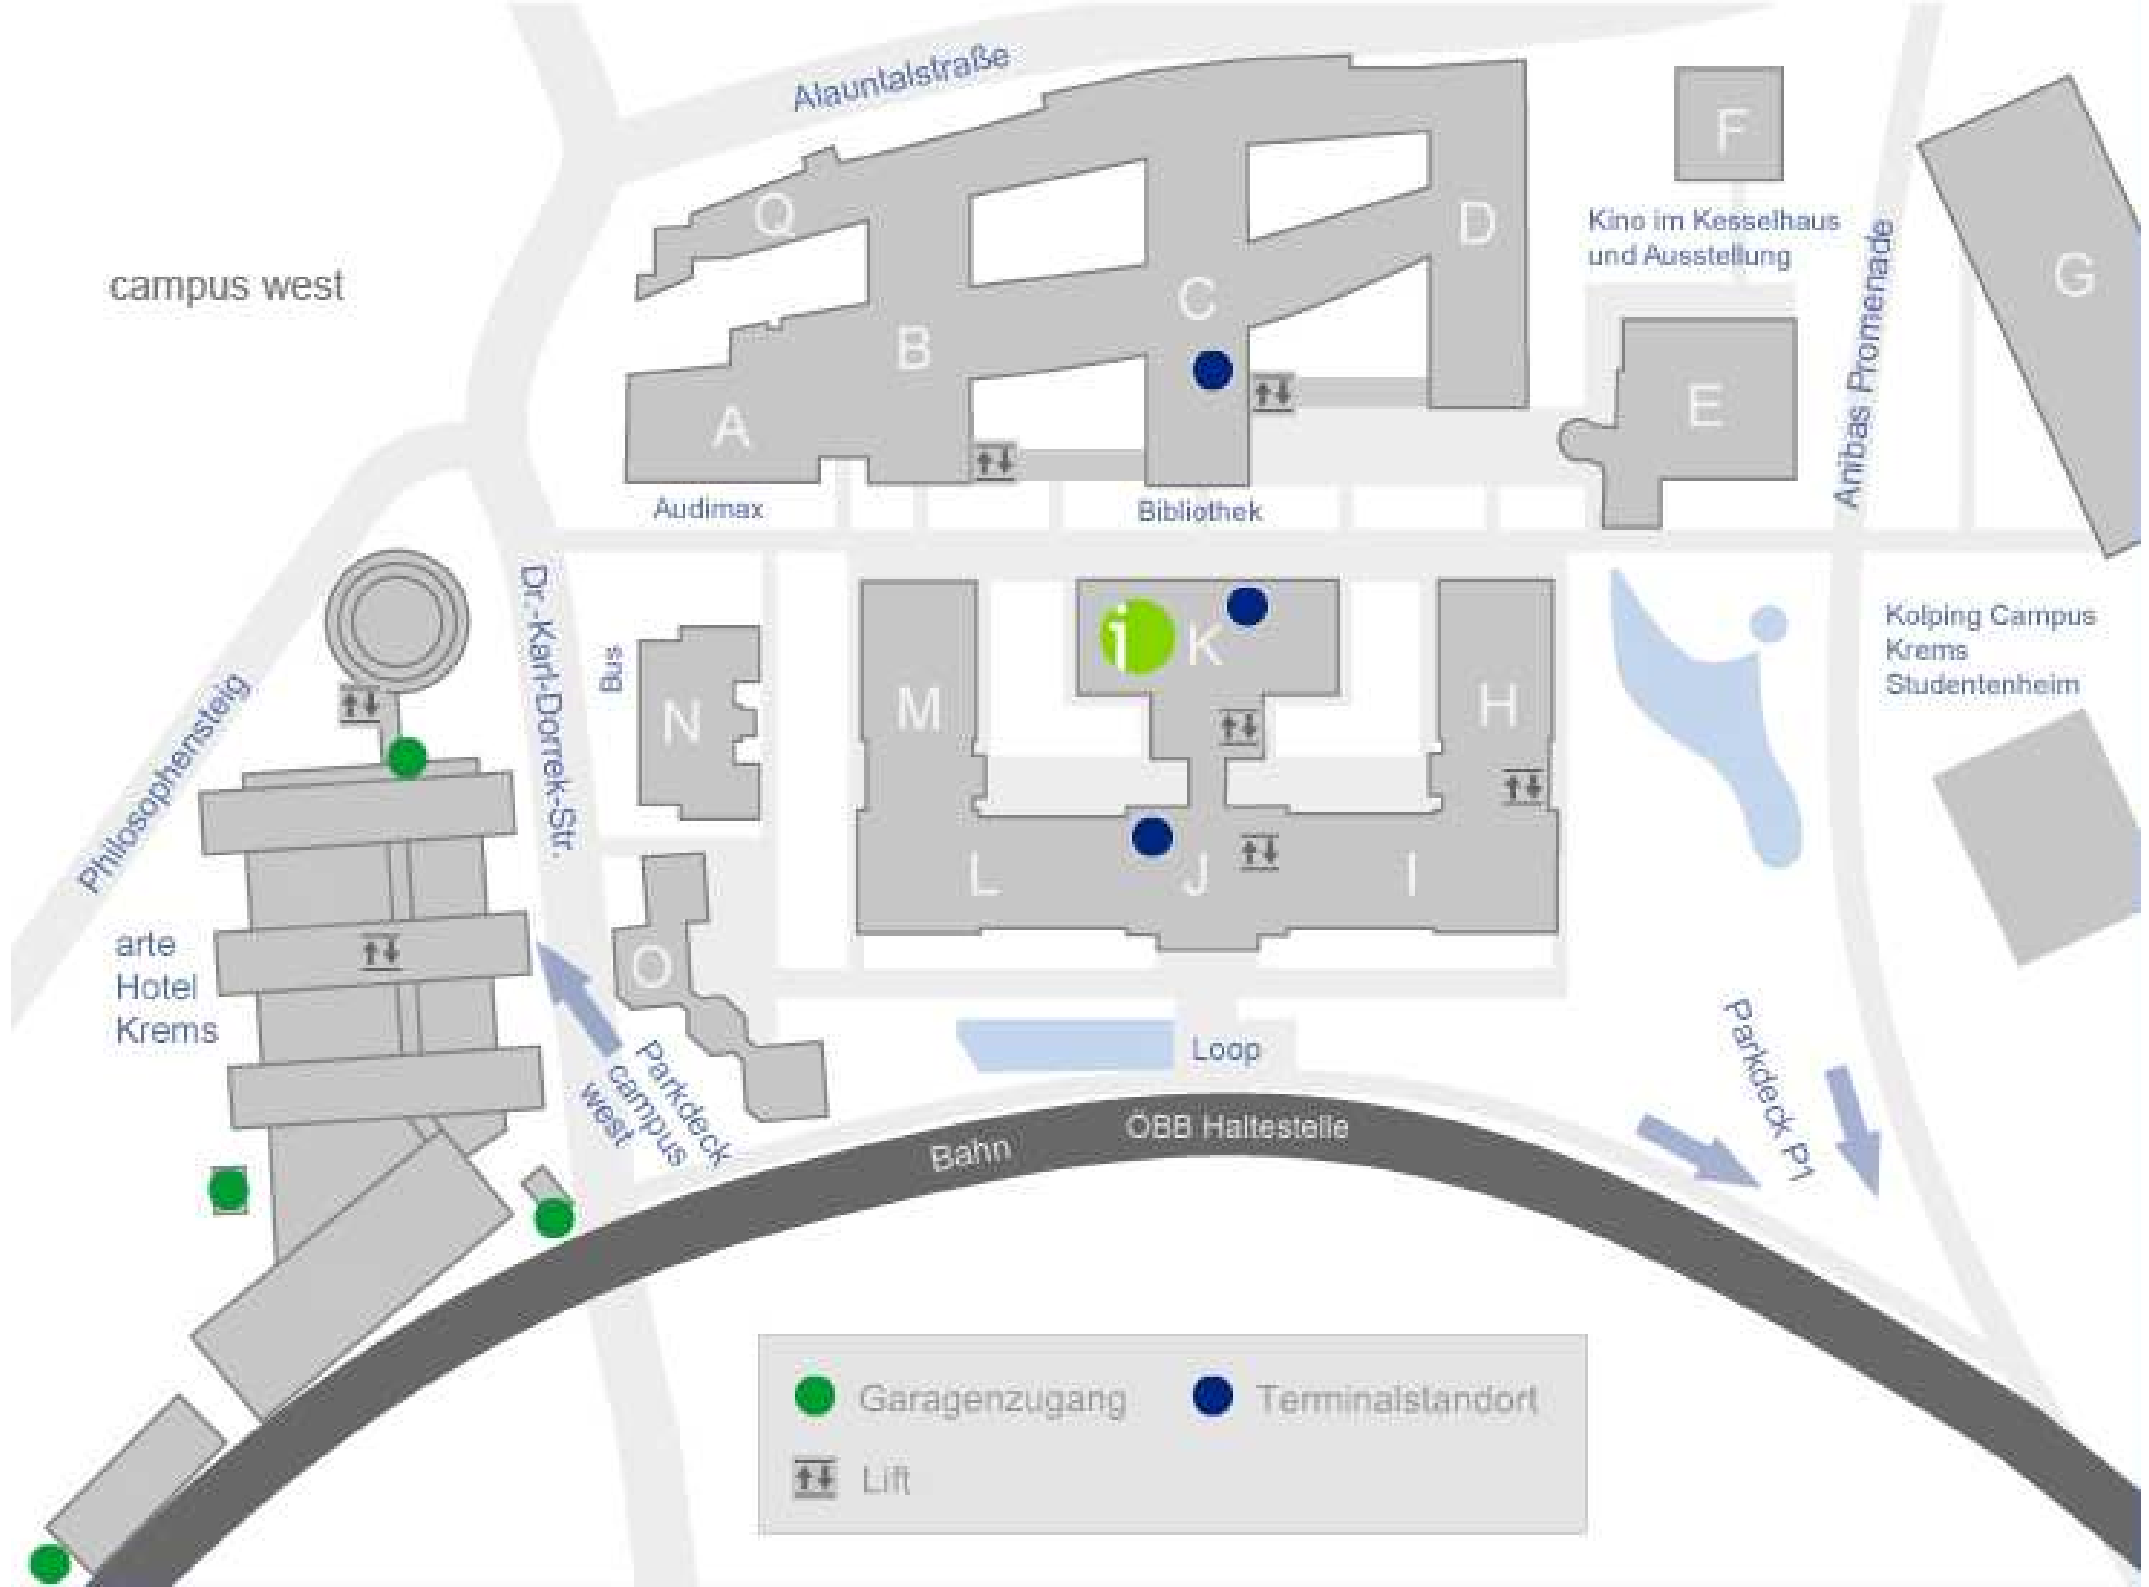 Alauntalstraße
campus west
Q
F
D
Kino im Kesselhaus
und Ausstellung
G
C
B
A
E
Anibas Promenade
Audimax
Bibliothek
Dr.-Karl-Dorrek-Str.
Philosophensteig
Bus
N
M
i
K
H
Kolping Campus
Krems
Studentenheim
L
J
I
O
arte
Hotel
Krems
Loop
Parkdeck
campus
west
Parkdeck P1
Bahn
ÖBB Haltestelle
Garagenzugang
Terminalstandort
Lift